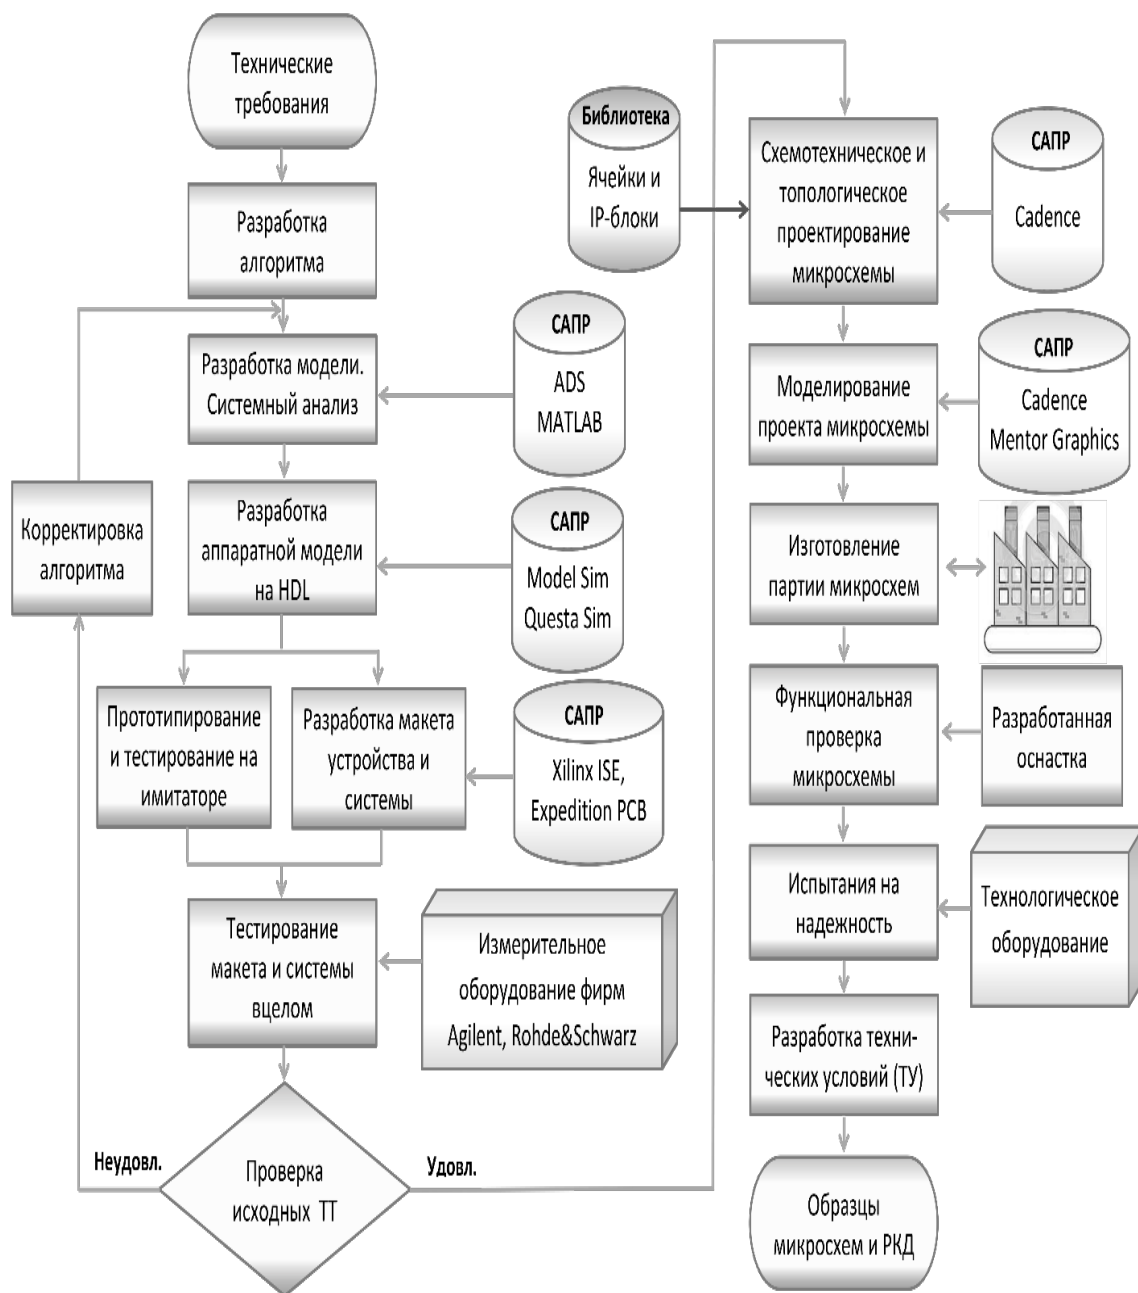 Технические
требования
Разработка
алгоритма
Разработка модели.
Системный анализ
САПР
ADS
MATLAB
Корректировка
алгоритма
Разработка
аппаратной модели
на HDL
САПР
Model Sim
Questa Sim
Прототипирование
и тестирование на
имитаторе
Разработка макета
устройства и
системы
САПР
Xilinx ISE,
Expedition PCB
Тестирование
макета и системы
вцелом
Измерительное
оборудование фирм
Agilent, Rohde&Schwarz
Неудовл.
Проверка
исходных ТТ
Удовл.
Библиотека
Ячейки и
IP-блоки
Схемотехническое и
топологическое
проектирование
микросхемы
САПР
Cadence
Моделирование
проекта микросхемы
САПР
Cadence
Mentor Graphics
Изготовление
партии микросхем
Функциональная
проверка
микросхемы
Разработанная
оснастка
Испытания на
надежность
Технологическое
оборудование
Разработка техни-
ческих условий (ТУ)
Образцы
микросхем и РКД